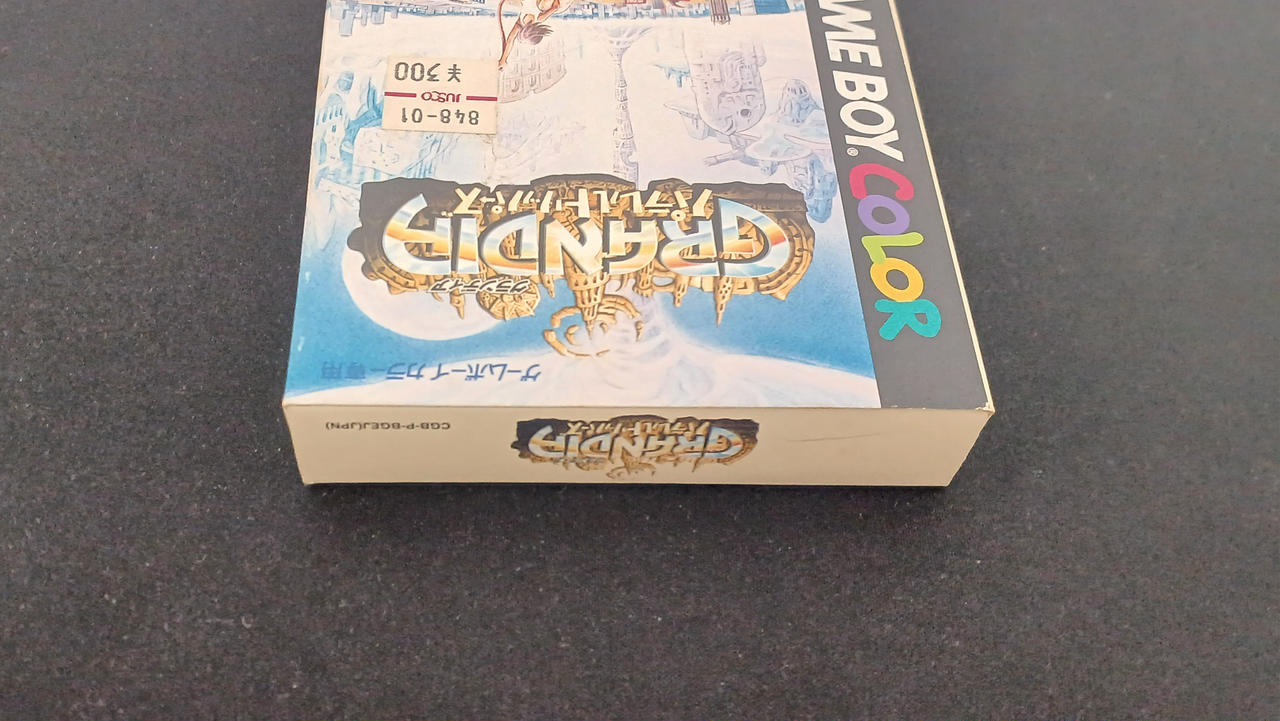 GAME BOY COLOR
ゲームボーイカラー専用
グランディア
GRANDIA
パラレルトリッパーズ
848-01
JUSCO
¥300
GRANDIA
パラレルトリッパーズ
CGB-P-BGEJ(JPN)